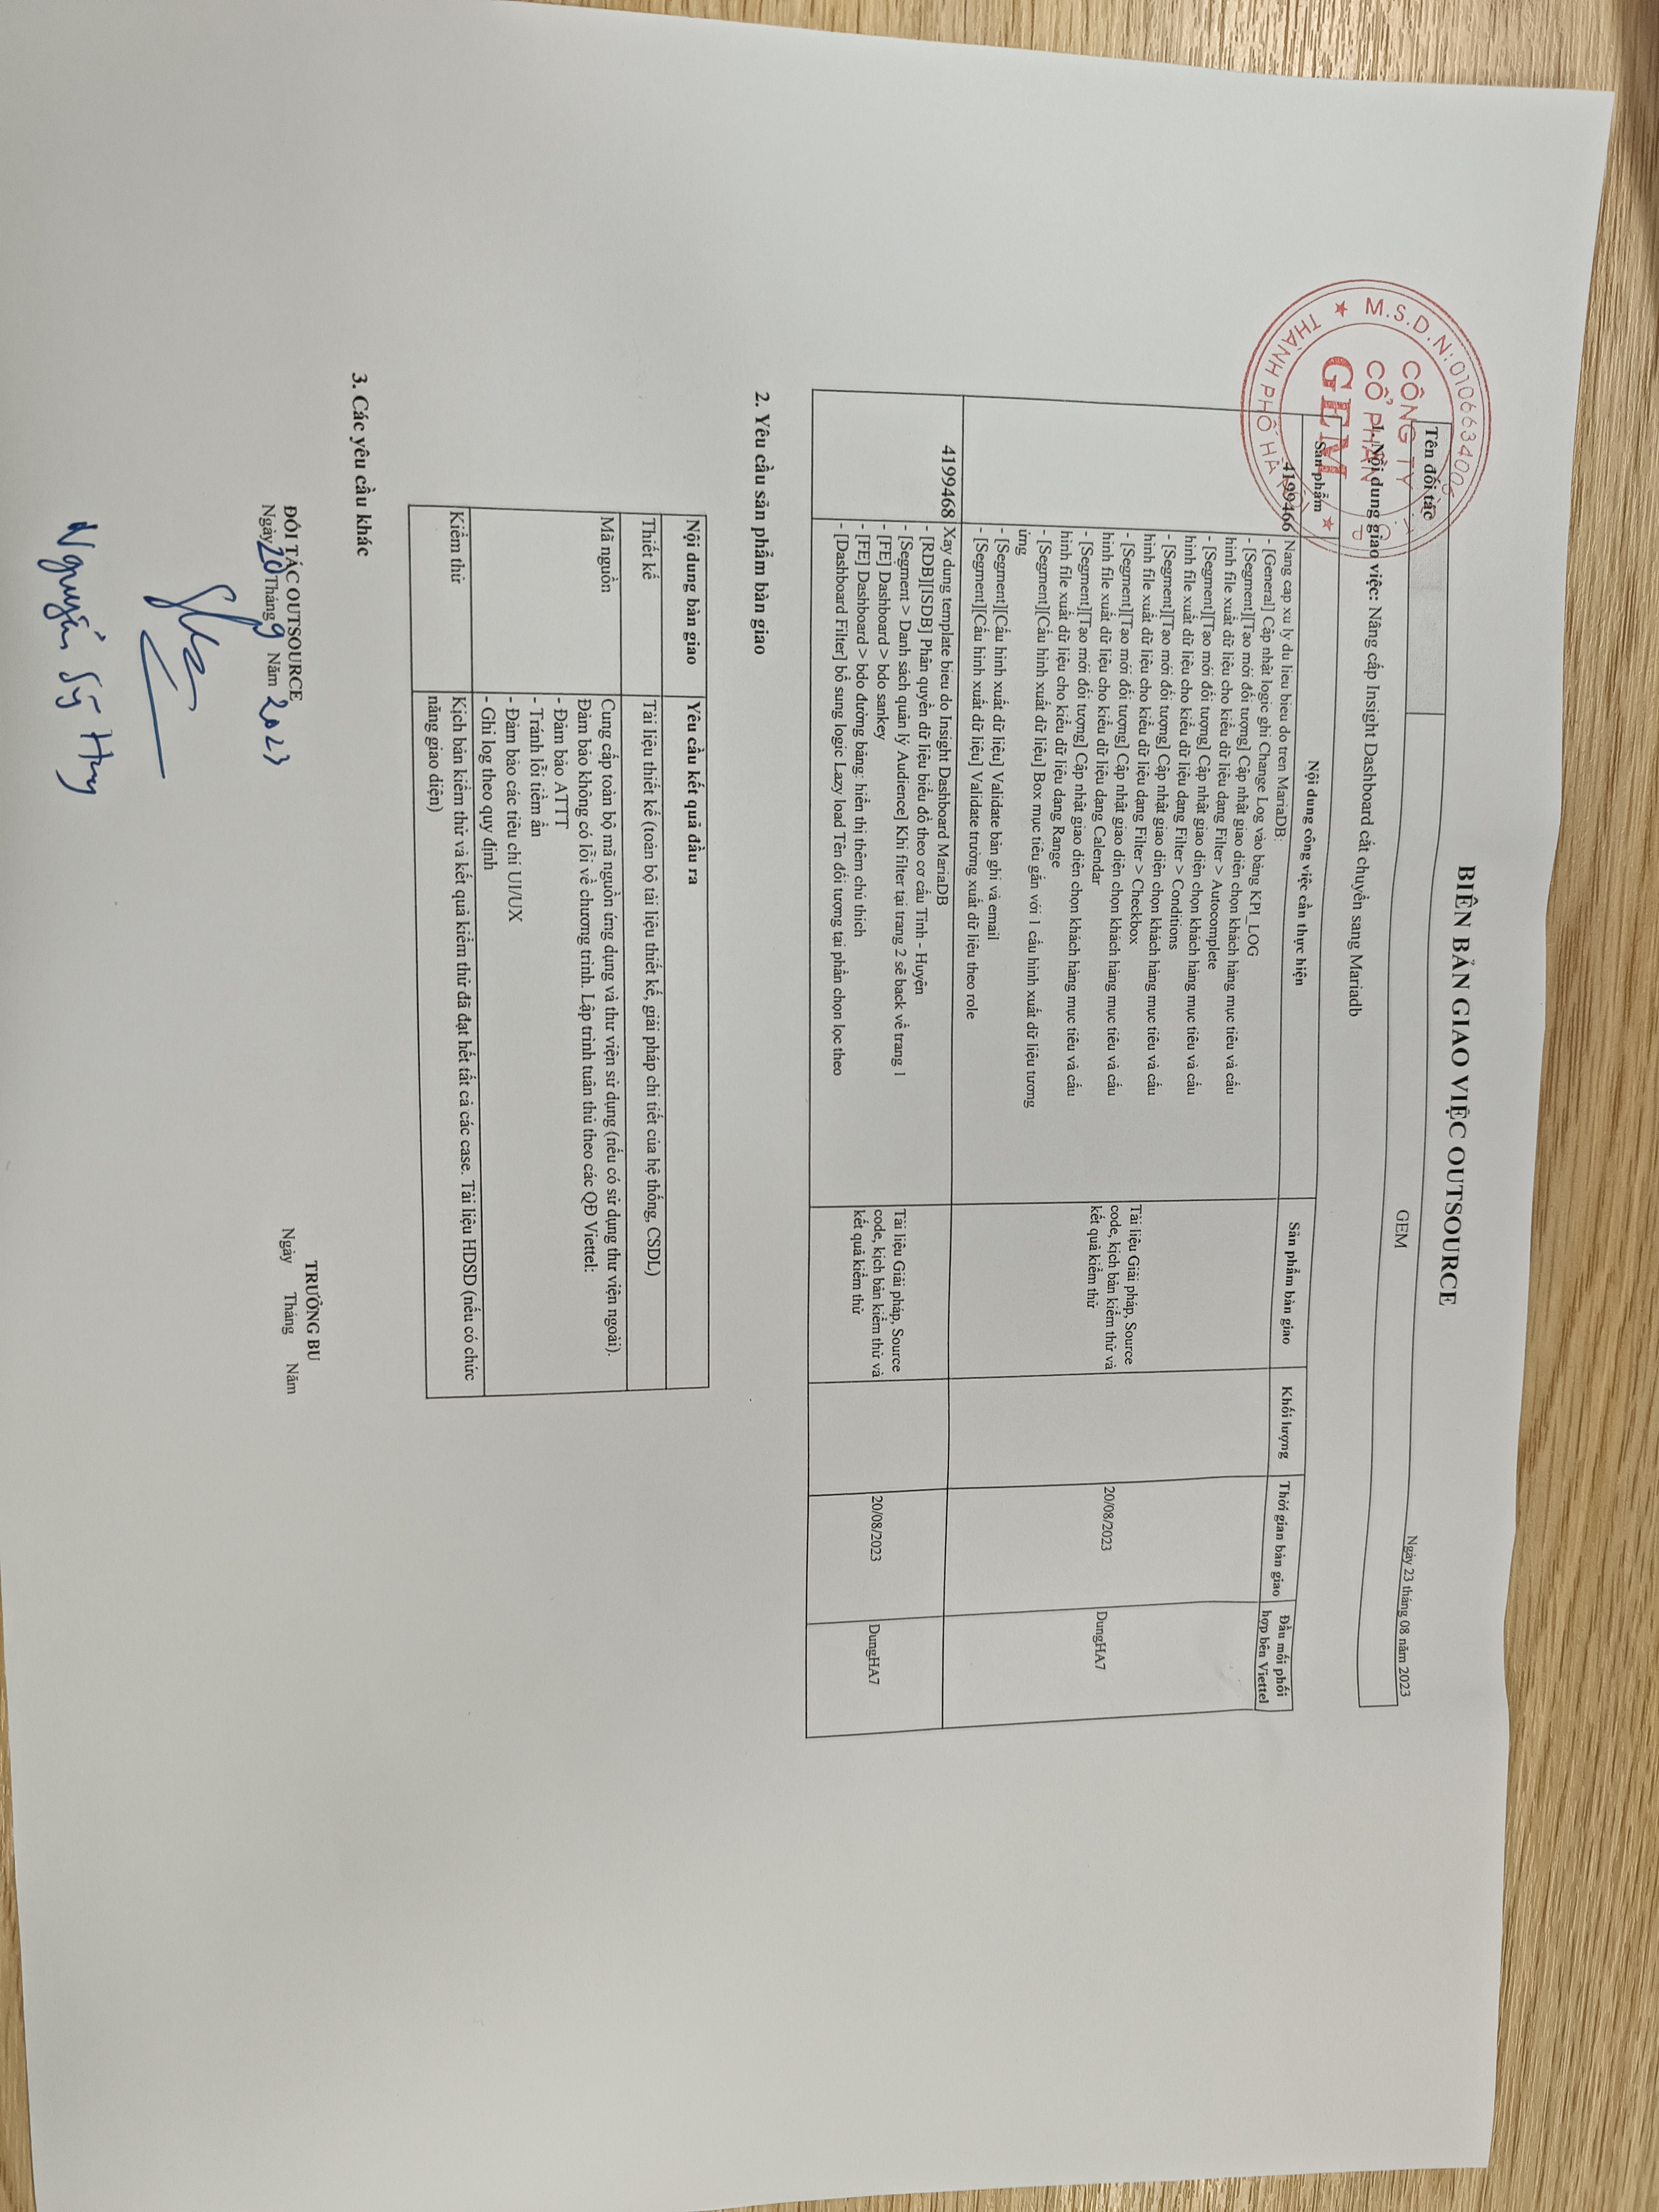 BIÊN BẢN GIAO VIỆC OUTSOURCE
Ngày 23 tháng 08 năm 2023
Tên đối tác GEM
1. Nội dung giao việc: Nâng cấp Insight Dashboard cắt chuyển sang Mariadb
M.S.D.N:0106634006
CÔNG TY
CỔ PHẦN
GEM
THÀNH PHỐ HÀ
Sản phẩm Nội dung công việc cần thực hiện Sản phẩm bàn giao Khối lượng Thời gian bàn giao Đầu mối phối
hợp bên Viettel
4199466 Nang cap xu ly du lieu bieu do tren MariaDB:
- [General] Cập nhật logic ghi Change Log vào bảng KPI_LOG
- [Segment][Tạo mới đối tượng] Cập nhật giao diện chọn khách hàng mục tiêu và cấu
hình file xuất dữ liệu cho kiểu dữ liệu dạng Filter > Autocomplete
- [Segment][Tạo mới đối tượng] Cập nhật giao diện chọn khách hàng mục tiêu và cấu
hình file xuất dữ liệu cho kiểu dữ liệu dạng Filter > Conditions
- [Segment][Tạo mới đối tượng] Cập nhật giao diện chọn khách hàng mục tiêu và cấu
hình file xuất dữ liệu cho kiểu dữ liệu dạng Filter > Checkbox
- [Segment][Tạo mới đối tượng] Cập nhật giao diện chọn khách hàng mục tiêu và cấu
hình file xuất dữ liệu cho kiểu dữ liệu dạng Calendar
- [Segment][Tạo mới đối tượng] Cập nhật giao diện chọn khách hàng mục tiêu và cấu
hình file xuất dữ liệu cho kiểu dữ liệu dạng Range
- [Segment][Cấu hình xuất dữ liệu] Box mục tiêu gắn với 1 cấu hình xuất dữ liệu tương
ứng
- [Segment][Cấu hình xuất dữ liệu] Validate bản ghi và email
- [Segment][Cấu hình xuất dữ liệu] Validate trường xuất dữ liệu theo role
Tài liệu Giải pháp, Source
code, kịch bản kiểm thử và
kết quả kiểm thử
20/08/2023
DungHA7
4199468 Xay dung template bieu do Insight Dashboard MariaDB
- [RDB][ISDB] Phân quyền dữ liệu biểu đồ theo cơ cấu Tỉnh - Huyện
- [Segment > Danh sách quản lý Audience] Khi filter tại trang 2 sẽ back về trang 1
- [FE] Dashboard > bdo sankey
- [FE] Dashboard > bdo đường bảng: hiển thị thêm chú thích
- [Dashboard Filter] bổ sung logic Lazy load Tên đối tượng tại phần chọn lọc theo
Tài liệu Giải pháp, Source
code, kịch bản kiểm thử và
kết quả kiểm thử
20/08/2023
DungHA7
2. Yêu cầu sản phẩm bàn giao
Nội dung bàn giao Yêu cầu kết quả đầu ra
Thiết kế Tài liệu thiết kế (toàn bộ tài liệu thiết kế, giải pháp chi tiết của hệ thống, CSDL)
Mã nguồn Cung cấp toàn bộ mã nguồn ứng dụng và thư viện sử dụng (nếu có sử dụng thư viện ngoài).
Đảm bảo không có lỗi về chương trình. Lập trình tuân thủ theo các QĐ Viettel:
- Đảm bảo ATTT
- Tránh lỗi tiềm ẩn
- Đảm bảo các tiêu chí UI/UX
- Ghi log theo quy định
Kiểm thử Kịch bản kiểm thử và kết quả kiểm thử đã đạt hết tất cả các case. Tài liệu HDSD (nếu có chức
năng giao diện)
3. Các yêu cầu khác
ĐỐI TÁC OUTSOURCE
Ngày 20 Tháng 9 Năm 2023
TRƯỞNG BU
Ngày Tháng Năm
Nguyễn Sỹ Huy